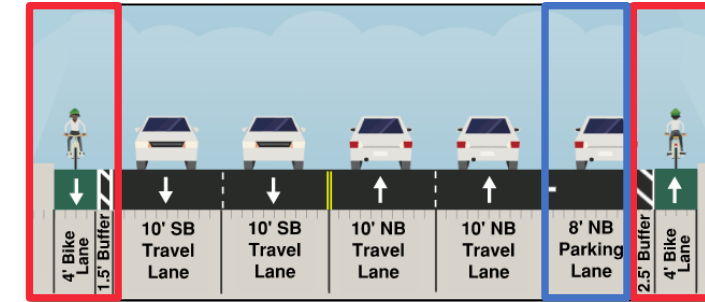 4' Bike
Lane
1.5' Buffer
10' SB
Travel
Lane
10' SB
Travel
Lane
10' NB
Travel
Lane
10' NB
Travel
Lane
8' NB
Parking
Lane
2.5' Buffer
4' Bike
Lane